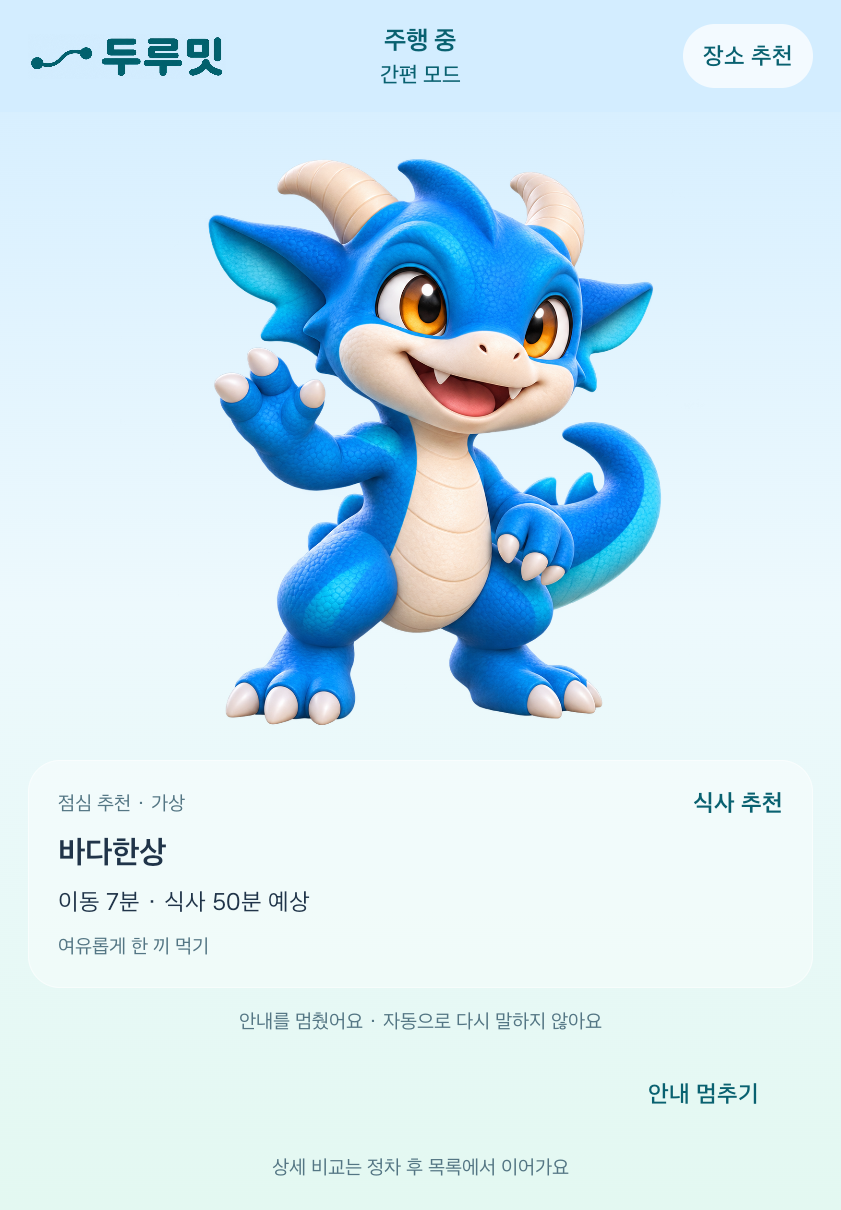 두루밋
주행 중
간편 모드
장소 추천
점심 추천 · 가상
식사 추천
바다한상
이동 7분 · 식사 50분 예상
여유롭게 한 끼 먹기
안내를 멈췄어요 · 자동으로 다시 말하지 않아요
안내 멈추기
상세 비교는 정차 후 목록에서 이어가요